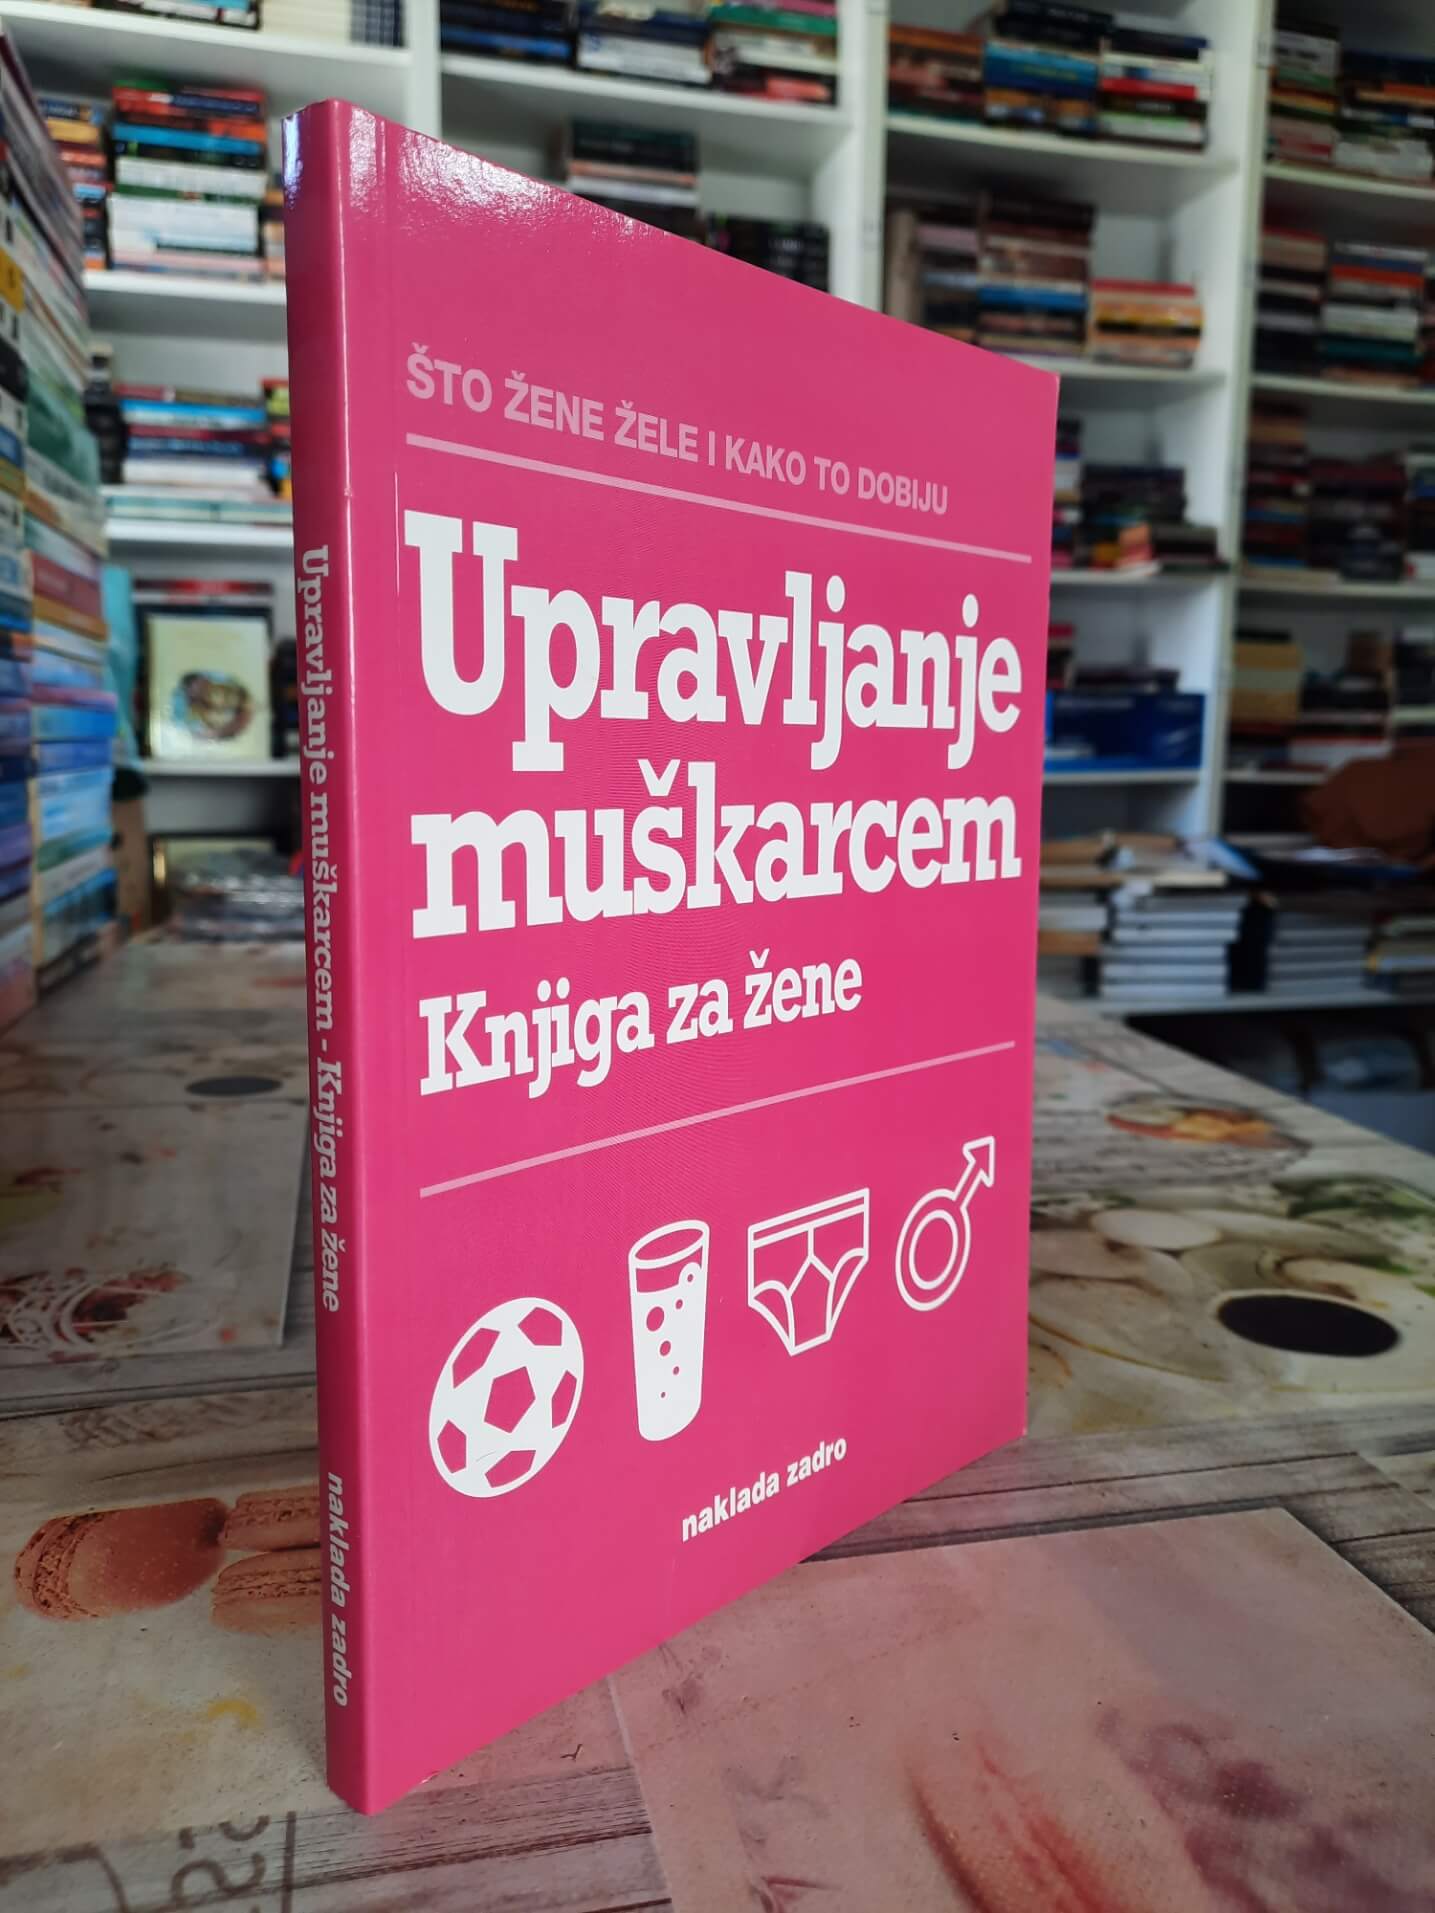 ŠTO ŽENE ŽELE I KAKO TO DOBIJU
Upravljanje
muškarcem
Knjiga za žene
naklada zadro
Upravljanje muškarcem - Knjiga za žene
naklada zadro